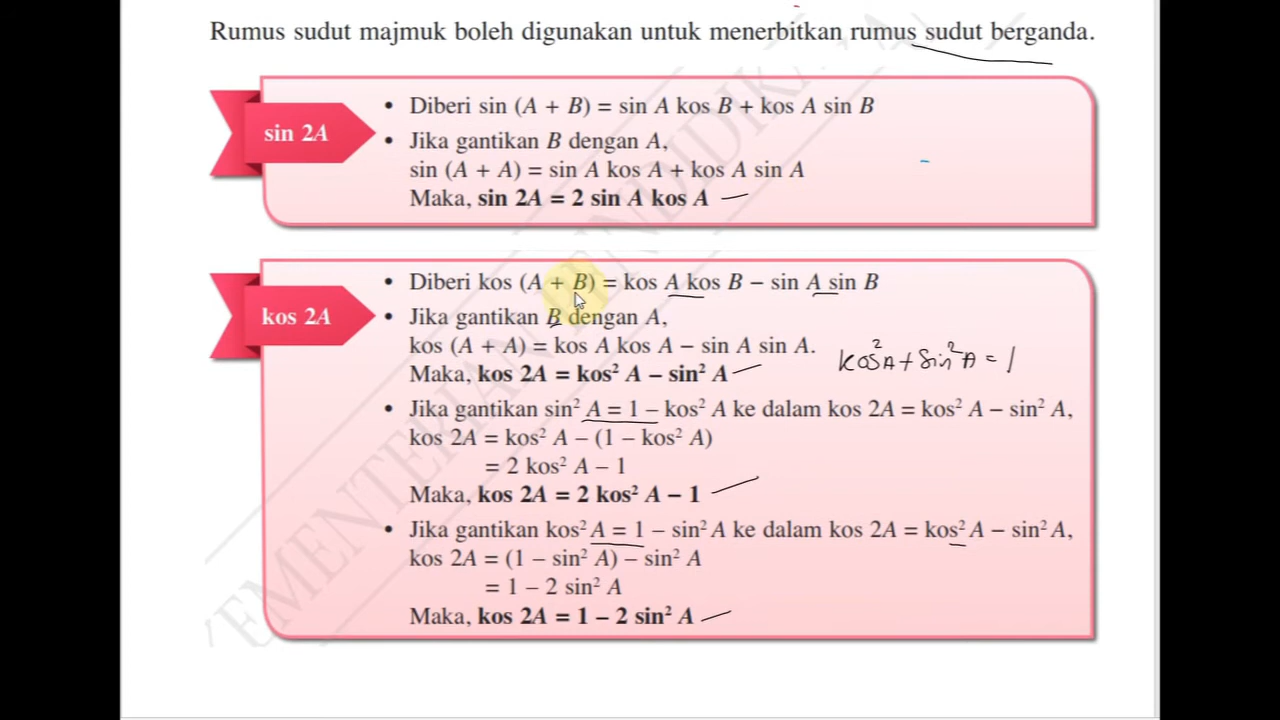 Rumus sudut majmuk boleh digunakan untuk menerbitkan rumus sudut berganda.
sin 2A
• Diberi sin (A + B) = sin A kos B + kos A sin B
• Jika gantikan B dengan A,
sin (A + A) = sin A kos A + kos A sin A
Maka, sin 2A = 2 sin A kos A
kos 2A
• Diberi kos (A + B) = kos A kos B – sin A sin B
• Jika gantikan B dengan A,
kos (A + A) = kos A kos A – sin A sin A.
Maka, kos 2A = kos² A – sin² A
kos²A + sin²A = 1
• Jika gantikan sin² A = 1 – kos² A ke dalam kos 2A = kos² A – sin² A,
kos 2A = kos² A – (1 – kos² A)
= 2 kos² A – 1
Maka, kos 2A = 2 kos² A – 1
• Jika gantikan kos² A = 1 – sin² A ke dalam kos 2A = kos² A – sin² A,
kos 2A = (1 – sin² A) – sin² A
= 1 – 2 sin² A
Maka, kos 2A = 1 – 2 sin² A
KEMENTERIAN PENDIDIKA